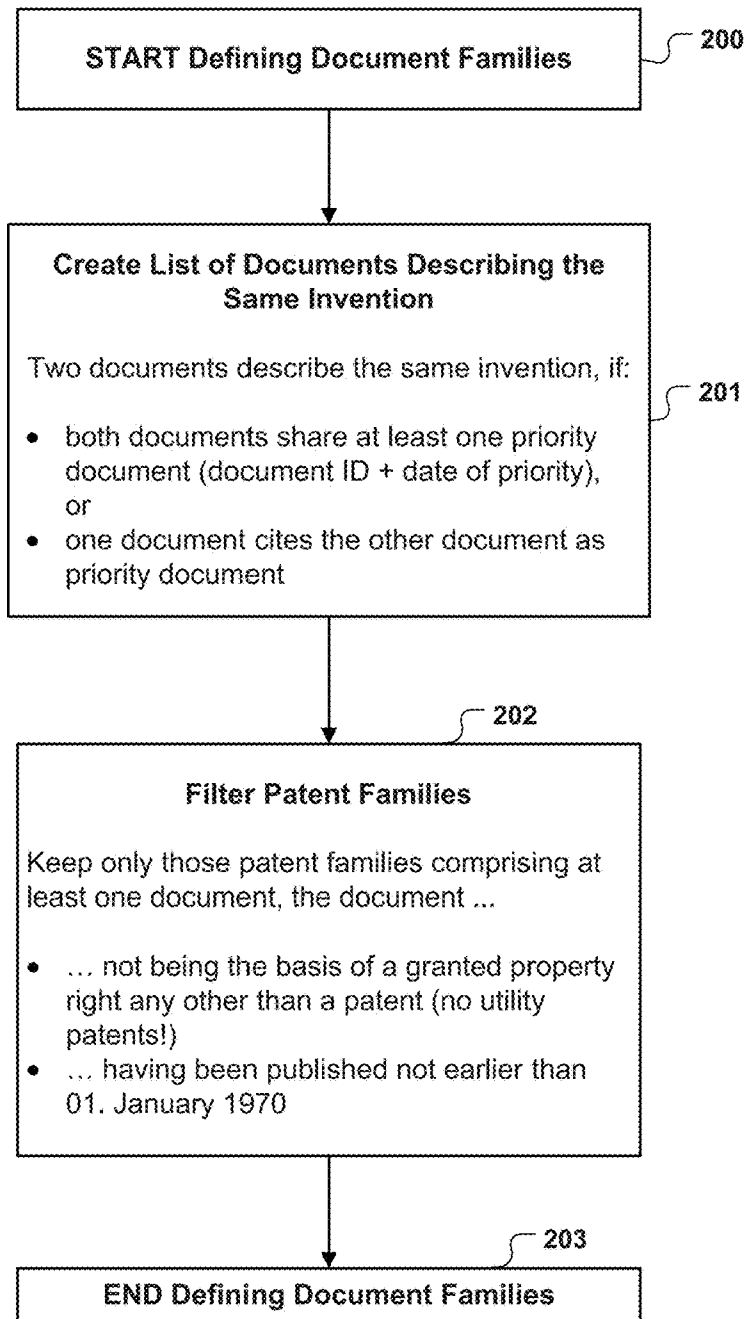 START Defining Document Families
200
Create List of Documents Describing the
Same Invention
Two documents describe the same invention, if:
201
• both documents share at least one priority
document (document ID + date of priority),
or
• one document cites the other document as
priority document
202
Filter Patent Families
Keep only those patent families comprising at
least one document, the document ...
• ... not being the basis of a granted property
right any other than a patent (no utility
patents!)
• ... having been published not earlier than
01. January 1970
203
END Defining Document Families